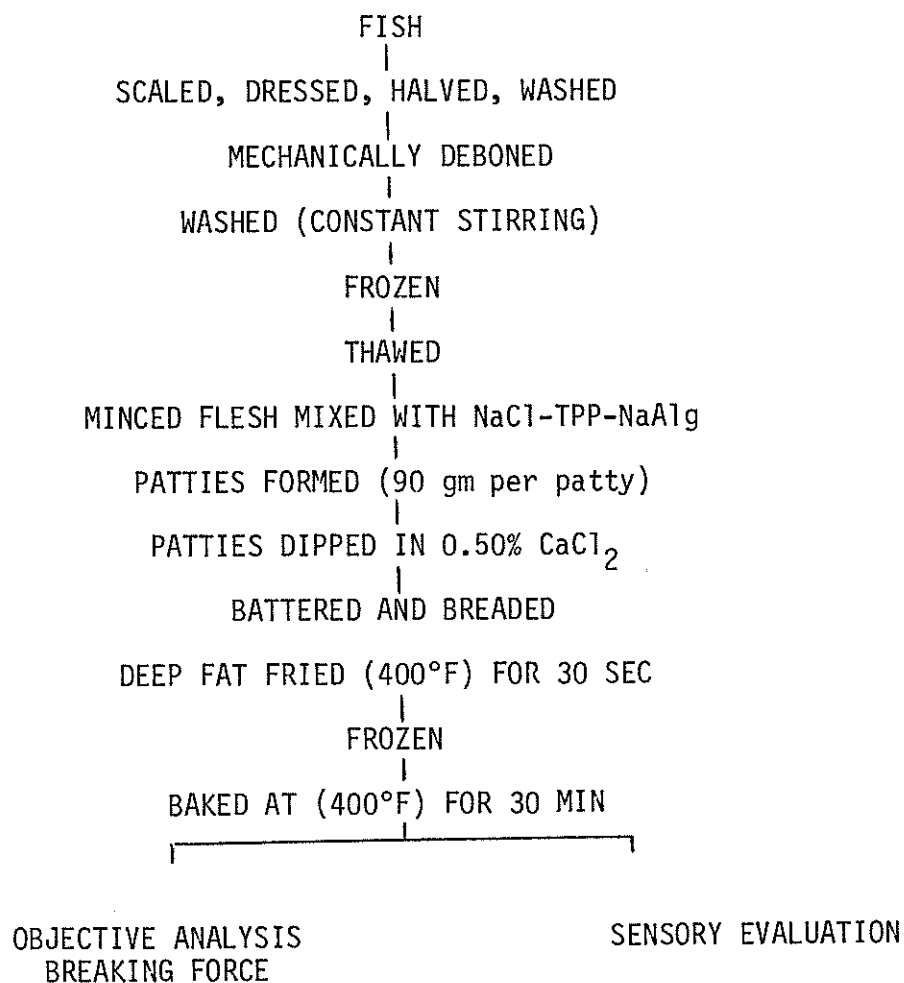 FISH
SCALED, DRESSED, HALVED, WASHED
MECHANICALLY DEBONED
WASHED (CONSTANT STIRRING)
FROZEN
THAWED
MINCED FLESH MIXED WITH NaCl-TPP-NaAlg
PATTIES FORMED (90 gm per patty)
PATTIES DIPPED IN 0.50% CaCl2
BATTERED AND BREADED
DEEP FAT FRIED (400°F) FOR 30 SEC
FROZEN
BAKED AT (400°F) FOR 30 MIN
OBJECTIVE ANALYSIS
BREAKING FORCE
SENSORY EVALUATION